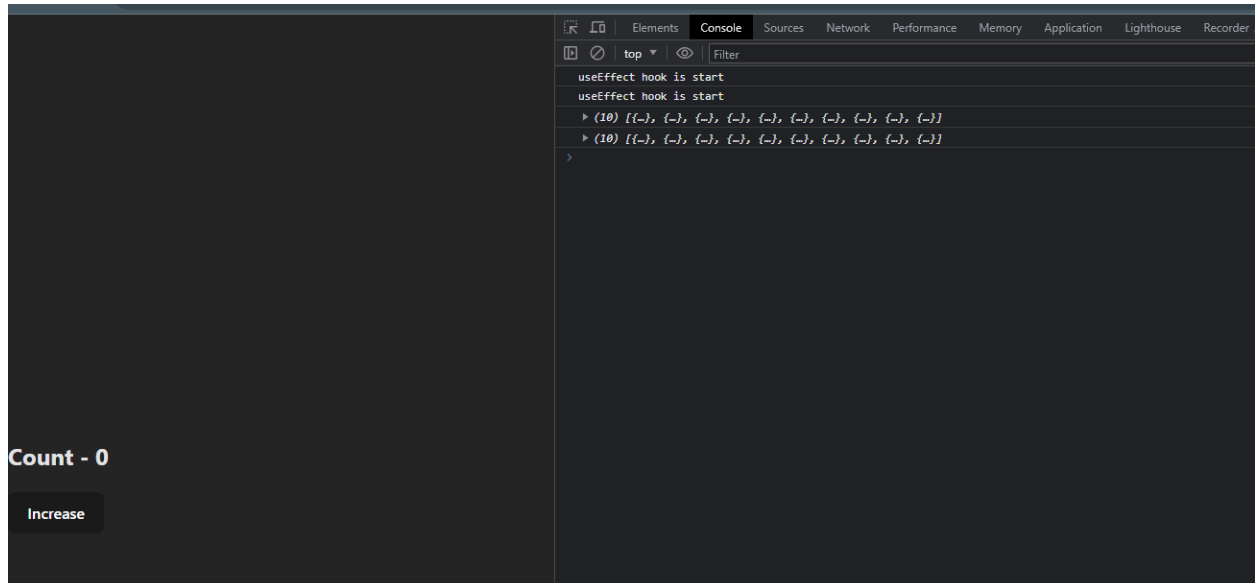 Elements Console Sources Network Performance Memory Application Lighthouse Recorder
top Filter
useEffect hook is start
useEffect hook is start
(10) [{…}, {…}, {…}, {…}, {…}, {…}, {…}, {…}, {…}, {…}]
(10) [{…}, {…}, {…}, {…}, {…}, {…}, {…}, {…}, {…}, {…}]
Count - 0
Increase